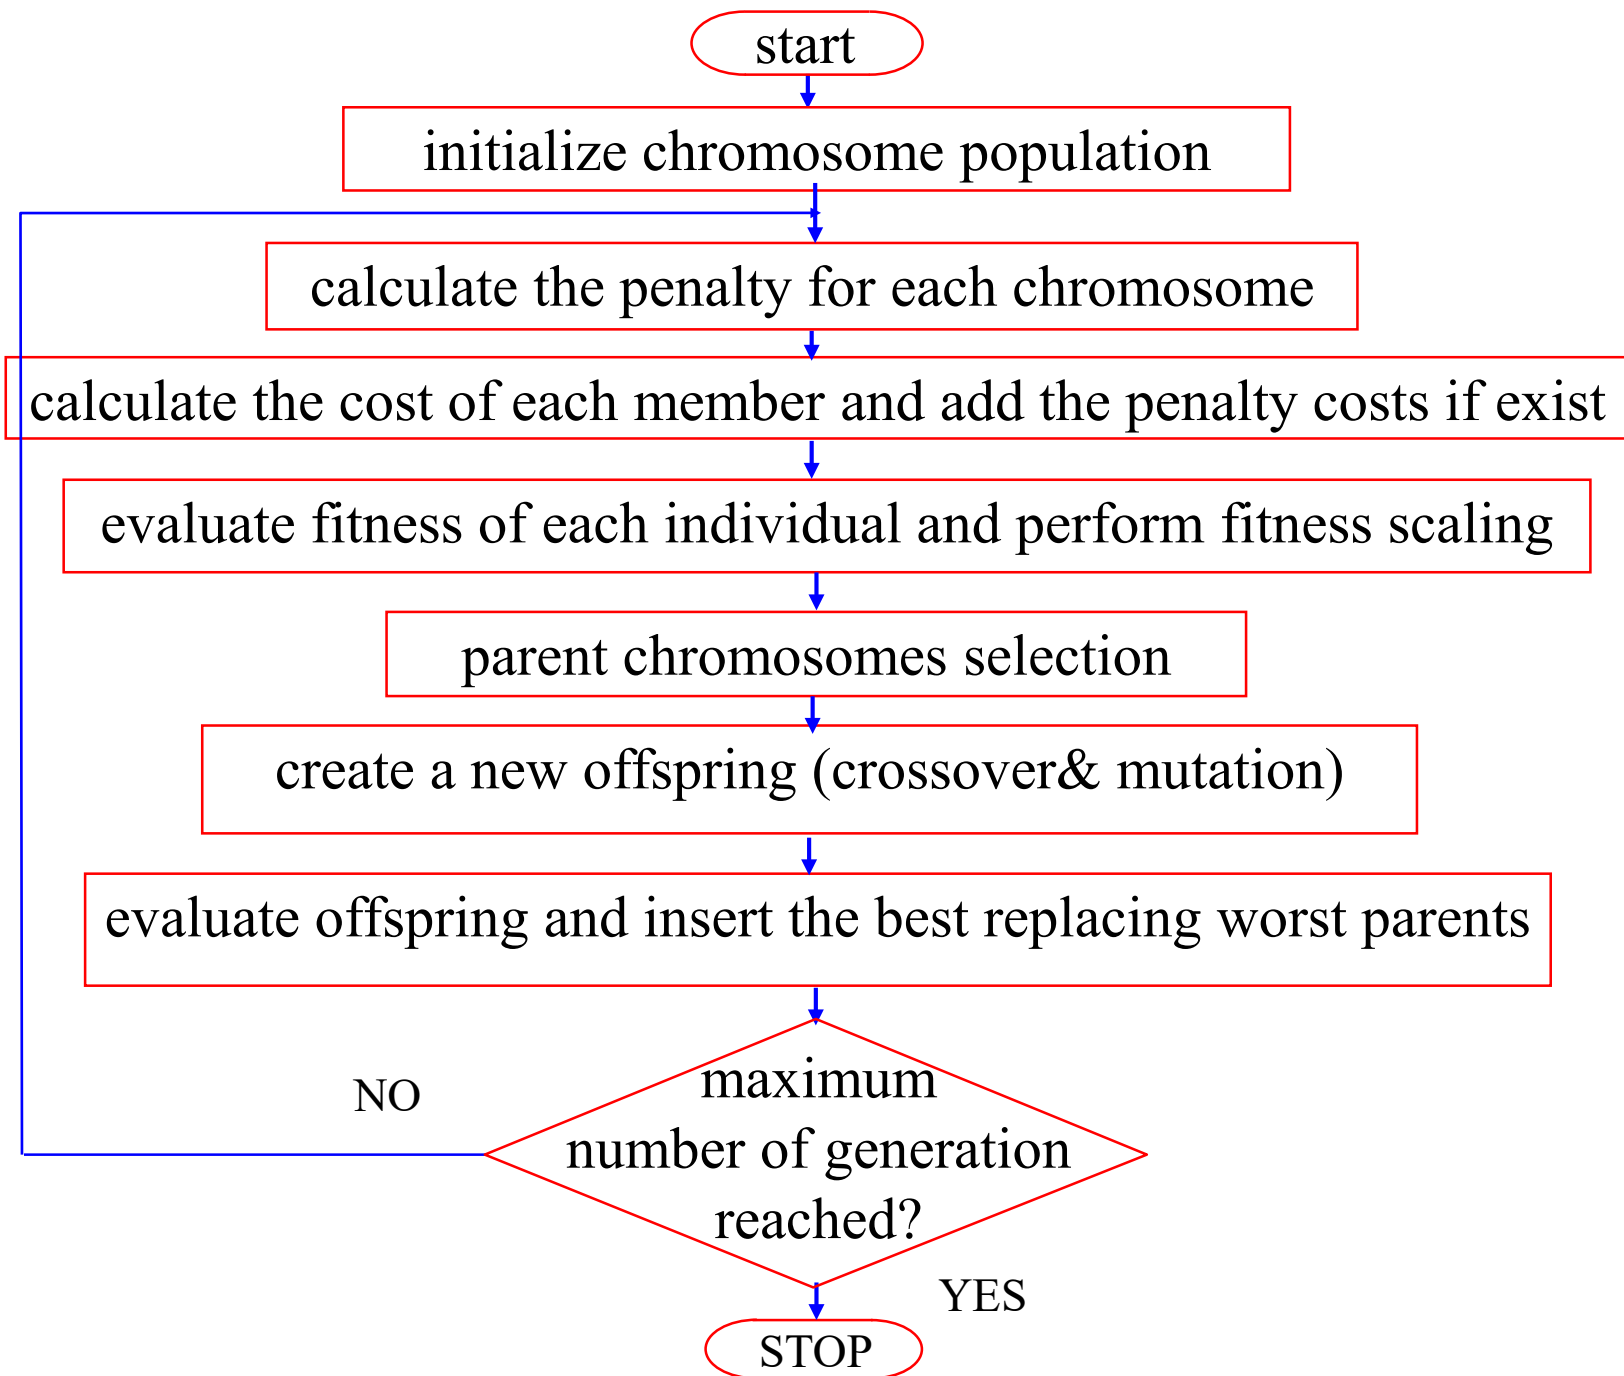 start
initialize chromosome population
calculate the penalty for each chromosome
calculate the cost of each member and add the penalty costs if exist
evaluate fitness of each individual and perform fitness scaling
parent chromosomes selection
create a new offspring (crossover& mutation)
evaluate offspring and insert the best replacing worst parents
maximum
NO
number of generation
reached?
YES
STOP